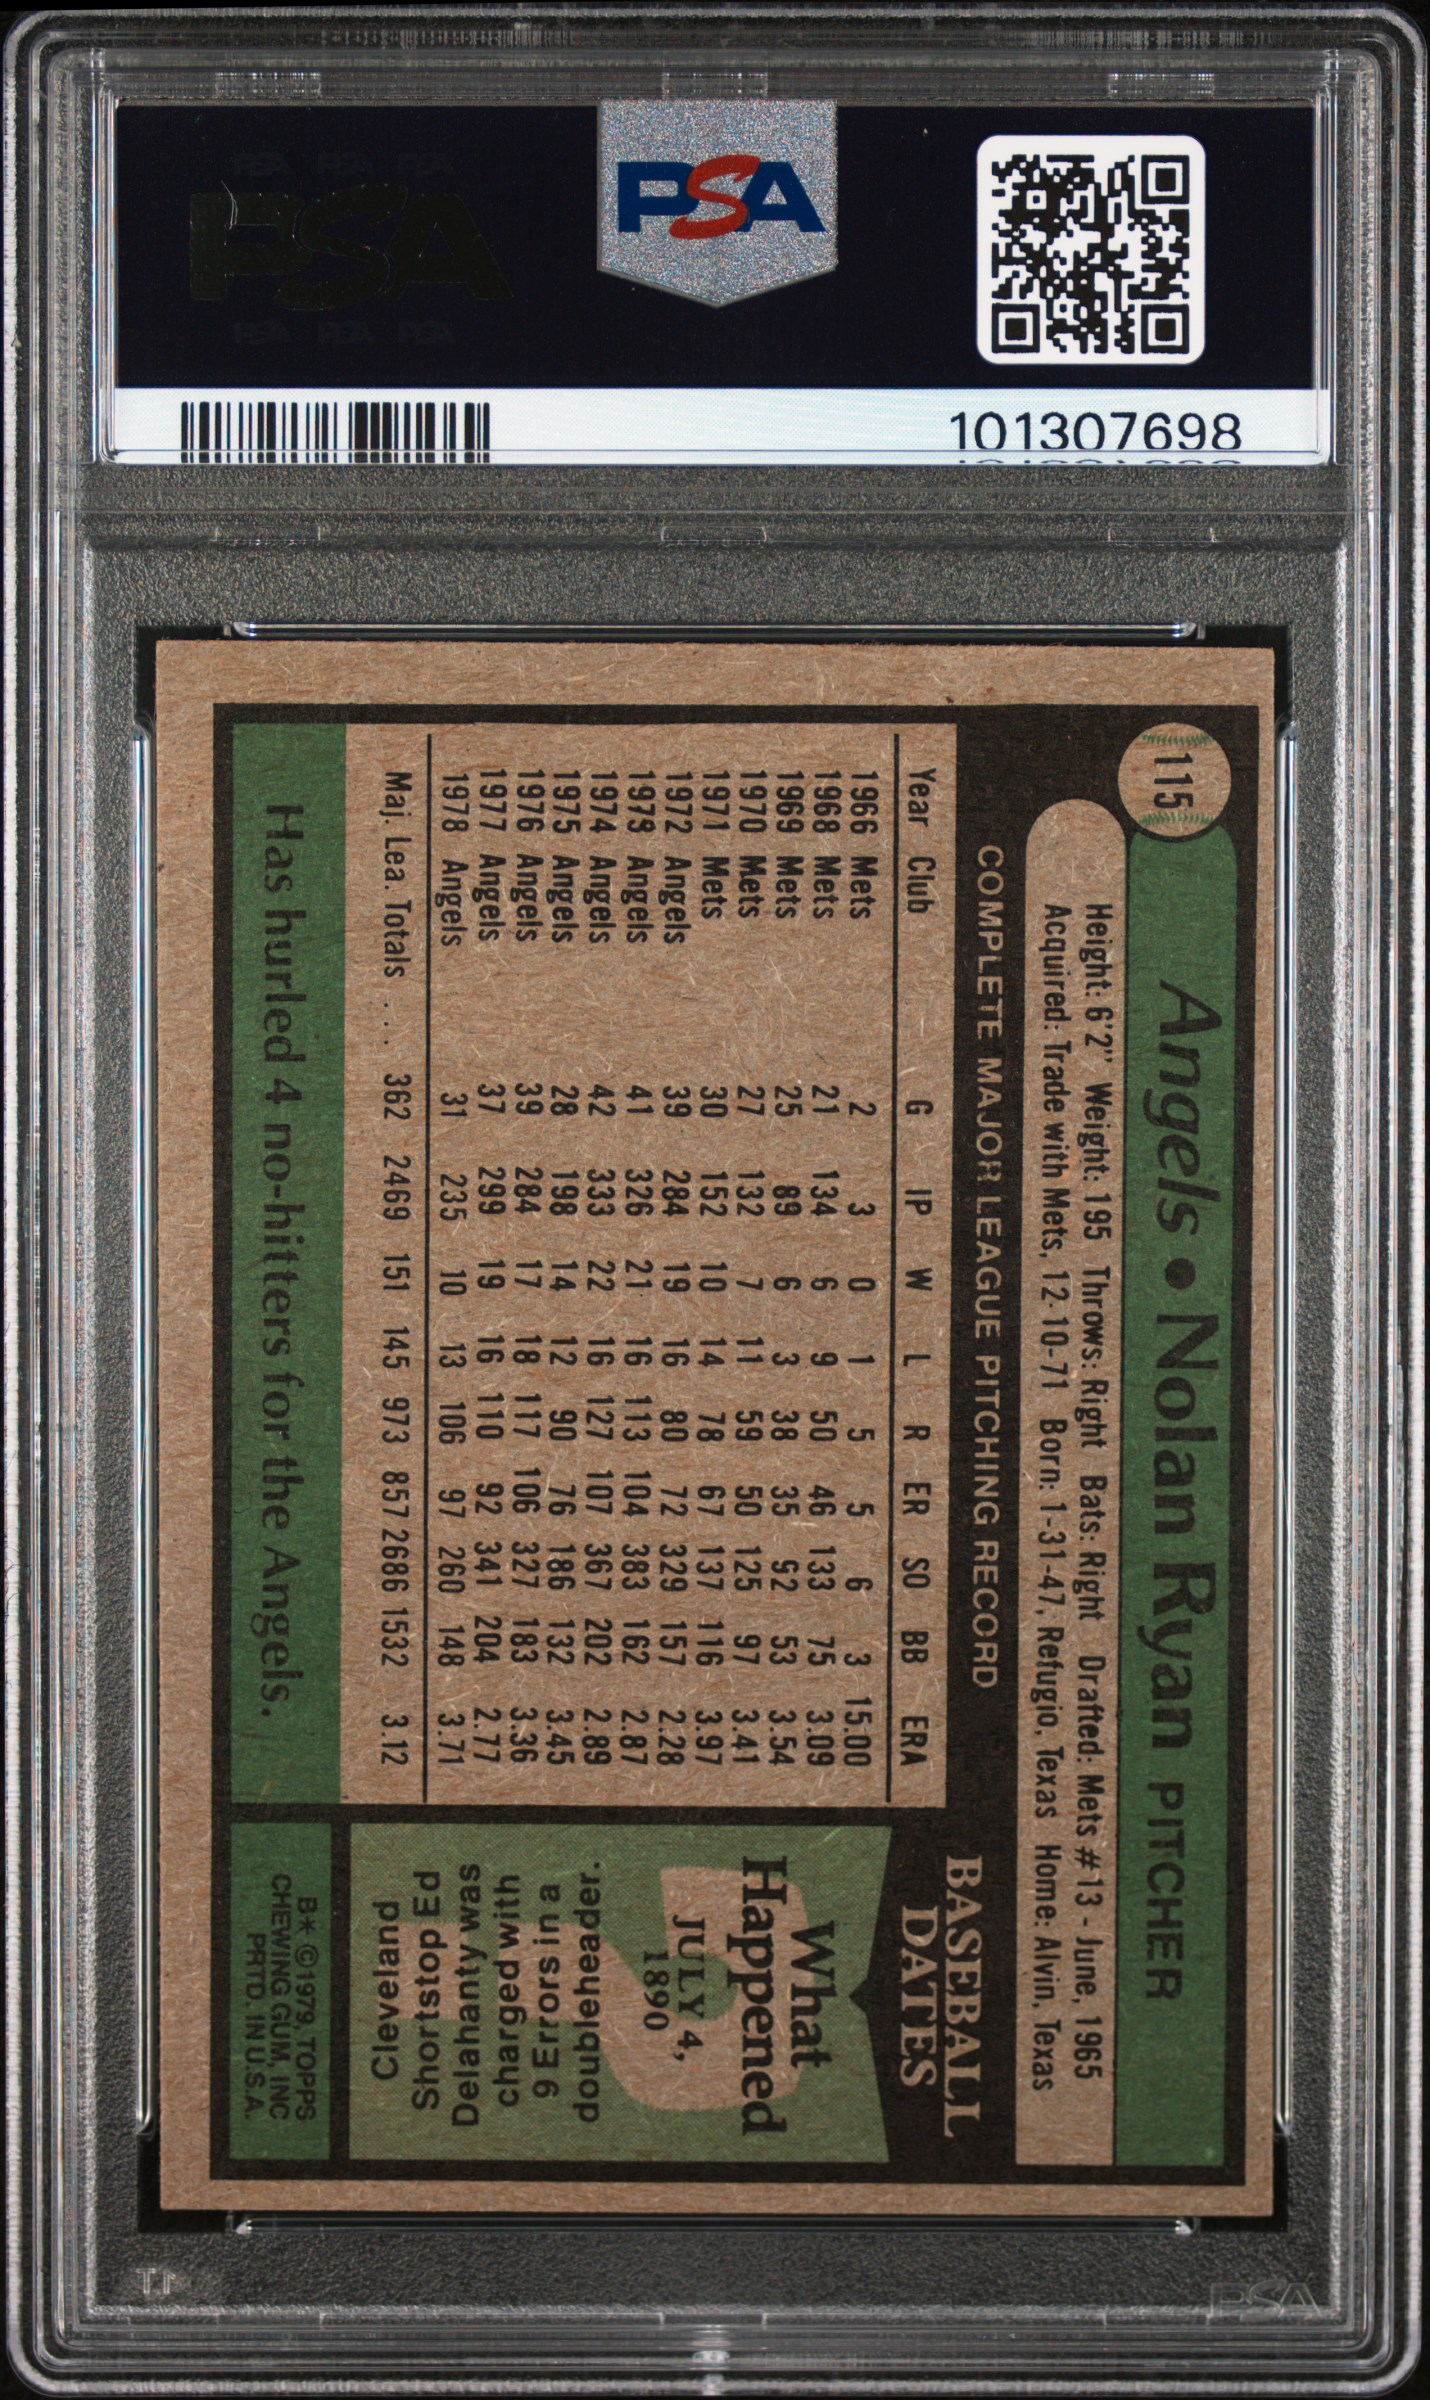 PSA
PSA PSA PSA
PSA
PSA PSA PSA
101307698
115
Angels • Nolan Ryan PITCHER
Height: 6'2" Weight: 195 Throws: Right Bats: Right Drafted: Mets #13 - June, 1965
Acquired: Trade with Mets, 12-10-71 Born: 1-31-47, Refugio, Texas Home: Alvin, Texas
COMPLETE MAJOR LEAGUE PITCHING RECORD
Year Club G IP W L R ER SO BB ERA
1966 Mets 2 3 0 1 5 5 6 3 15.00
1968 Mets 21 134 6 9 50 46 133 75 3.09
1969 Mets 25 89 6 3 38 35 92 53 3.54
1970 Mets 27 132 7 11 59 50 125 97 3.41
1971 Mets 30 152 10 14 78 67 137 116 3.97
1972 Angels 39 284 19 16 80 72 329 157 2.28
1973 Angels 41 326 21 16 113 104 383 162 2.87
1974 Angels 42 333 22 16 127 107 367 202 2.89
1975 Angels 28 198 14 12 90 76 186 132 3.45
1976 Angels 39 284 17 18 117 106 327 183 3.36
1977 Angels 37 299 19 16 110 92 341 204 2.77
1978 Angels 31 235 10 13 106 97 260 148 3.71
Maj. Lea. Totals . . . 362 2469 151 145 973 857 2686 1532 3.12
Has hurled 4 no-hitters for the Angels.
BASEBALL
DATES
What
Happened
JULY 4,
1890
doubleheader.
9 Errors in a
charged with
Delahanty was
Shortstop Ed
Cleveland
B* ©1979, TOPPS
CHEWING GUM, INC
PRTD. IN U.S.A.
PSA